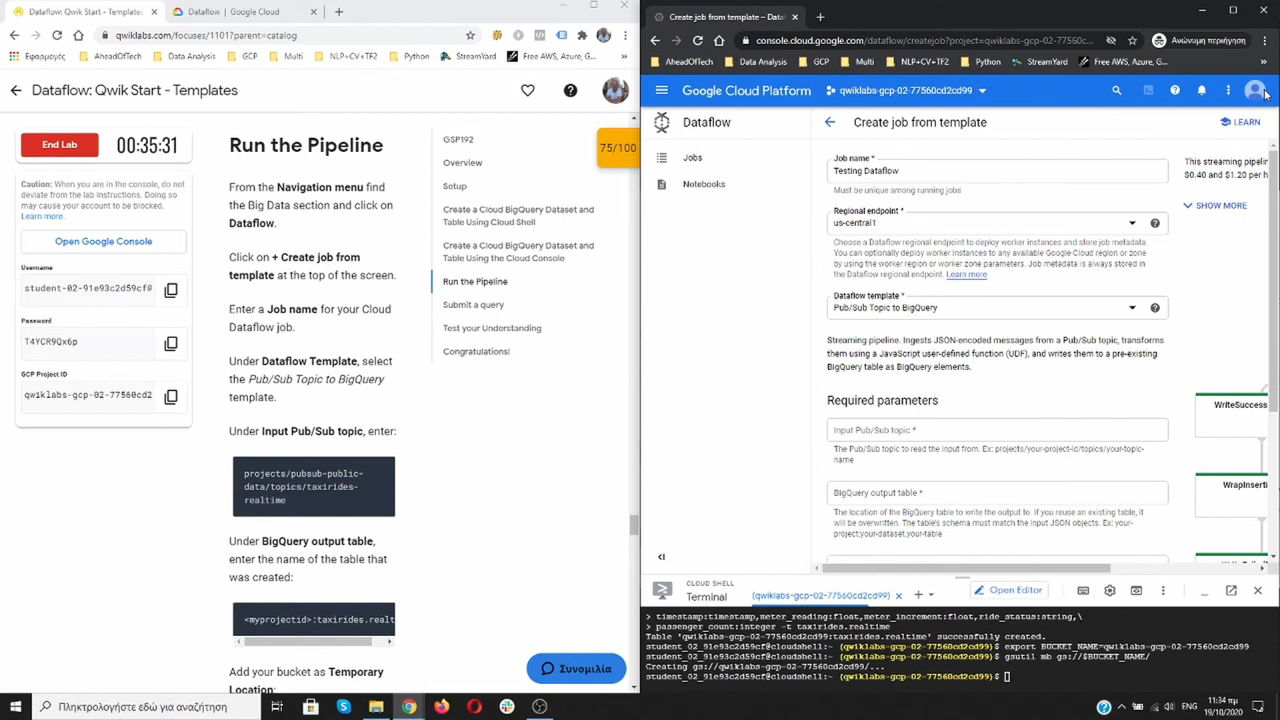 Dataflow: Qwik Start - Templates
Dataflow | Google Cloud
qwiklabs.com/focuses/1101?parent=catalog
Εφαρμογές
AheadOfTech
Data Analysis
GCP
Multi
NLP+CV+TF2
Python
StreamYard
Free AWS, Azure, G...
Dataflow: Qwik Start - Templates
End Lab
00:35:31
Caution: When you are in the console, do not
deviate from the lab instructions. Doing so
may cause your account to be blocked.
Learn more.
Open Google Console
Username
student-02-91e93c2d59cf@
Password
T4YCR9Qx6p
GCP Project ID
qwiklabs-gcp-02-77560cd2
Run the Pipeline
From the Navigation menu find
the Big Data section and click on
Dataflow.
Click on + Create job from
template at the top of the screen.
Enter a Job name for your Cloud
Dataflow job.
Under Dataflow Template, select
the Pub/Sub Topic to BigQuery
template.
Under Input Pub/Sub topic, enter:
projects/pubsub-public-
data/topics/taxirides-
realtime
Under BigQuery output table,
enter the name of the table that
was created:
<myprojectid>:taxirides.realt
Add your bucket as Temporary
Location:
GSP192
Overview
Setup
Create a Cloud BigQuery Dataset and
Table Using Cloud Shell
Create a Cloud BigQuery Dataset and
Table Using the Cloud Console
Run the Pipeline
Submit a query
Test your Understanding
Congratulations!
75/100
Συνομιλία
Create job from template – Data
console.cloud.google.com/dataflow/createjob?project=qwiklabs-gcp-02-77560c...
Ανώνυμη περιήγηση
AheadOfTech
Data Analysis
GCP
Multi
NLP+CV+TF2
Python
StreamYard
Free AWS, Azure, G...
Google Cloud Platform
qwiklabs-gcp-02-77560cd2cd99
Dataflow
Create job from template
LEARN
Jobs
Notebooks
Job name *
Testing Dataflow
Must be unique among running jobs
Regional endpoint *
us-central1
Choose a Dataflow regional endpoint to deploy worker instances and store job metadata.
You can optionally deploy worker instances to any available Google Cloud region or zone
by using the worker region or worker zone parameters. Job metadata is always stored in
the Dataflow regional endpoint. Learn more
Dataflow template *
Pub/Sub Topic to BigQuery
Streaming pipeline. Ingests JSON-encoded messages from a Pub/Sub topic, transforms
them using a JavaScript user-defined function (UDF), and writes them to a pre-existing
BigQuery table as BigQuery elements.
Required parameters
Input Pub/Sub topic *
The Pub/Sub topic to read the input from. Ex: projects/your-project-id/topics/your-topic-
name
BigQuery output table *
The location of the BigQuery table to write the output to. If you reuse an existing table, it
will be overwritten. The table's schema must match the input JSON objects. Ex: your-
project:your-dataset.your-table
This streaming pipelin
$0.40 and $1.20 per h
SHOW MORE
WriteSuccess
WrapInserti
CLOUD SHELL
Terminal
(qwiklabs-gcp-02-77560cd2cd99)
Open Editor
> timestamp:timestamp,meter_reading:float,meter_increment:float,ride_status:string,\
> passenger_count:integer -t taxirides.realtime
Table 'qwiklabs-gcp-02-77560cd2cd99:taxirides.realtime' successfully created.
student_02_91e93c2d59cf@cloudshell:~ (qwiklabs-gcp-02-77560cd2cd99)$ export BUCKET_NAME=qwiklabs-gcp-02-77560cd2cd99
student_02_91e93c2d59cf@cloudshell:~ (qwiklabs-gcp-02-77560cd2cd99)$ gsutil mb gs://$BUCKET_NAME/
Creating gs://qwiklabs-gcp-02-77560cd2cd99/...
student_02_91e93c2d59cf@cloudshell:~ (qwiklabs-gcp-02-77560cd2cd99)$
Πληκτρολογήστε εδώ για αναζήτηση
ΠΗΓ
11:34 πμ
19/10/2020